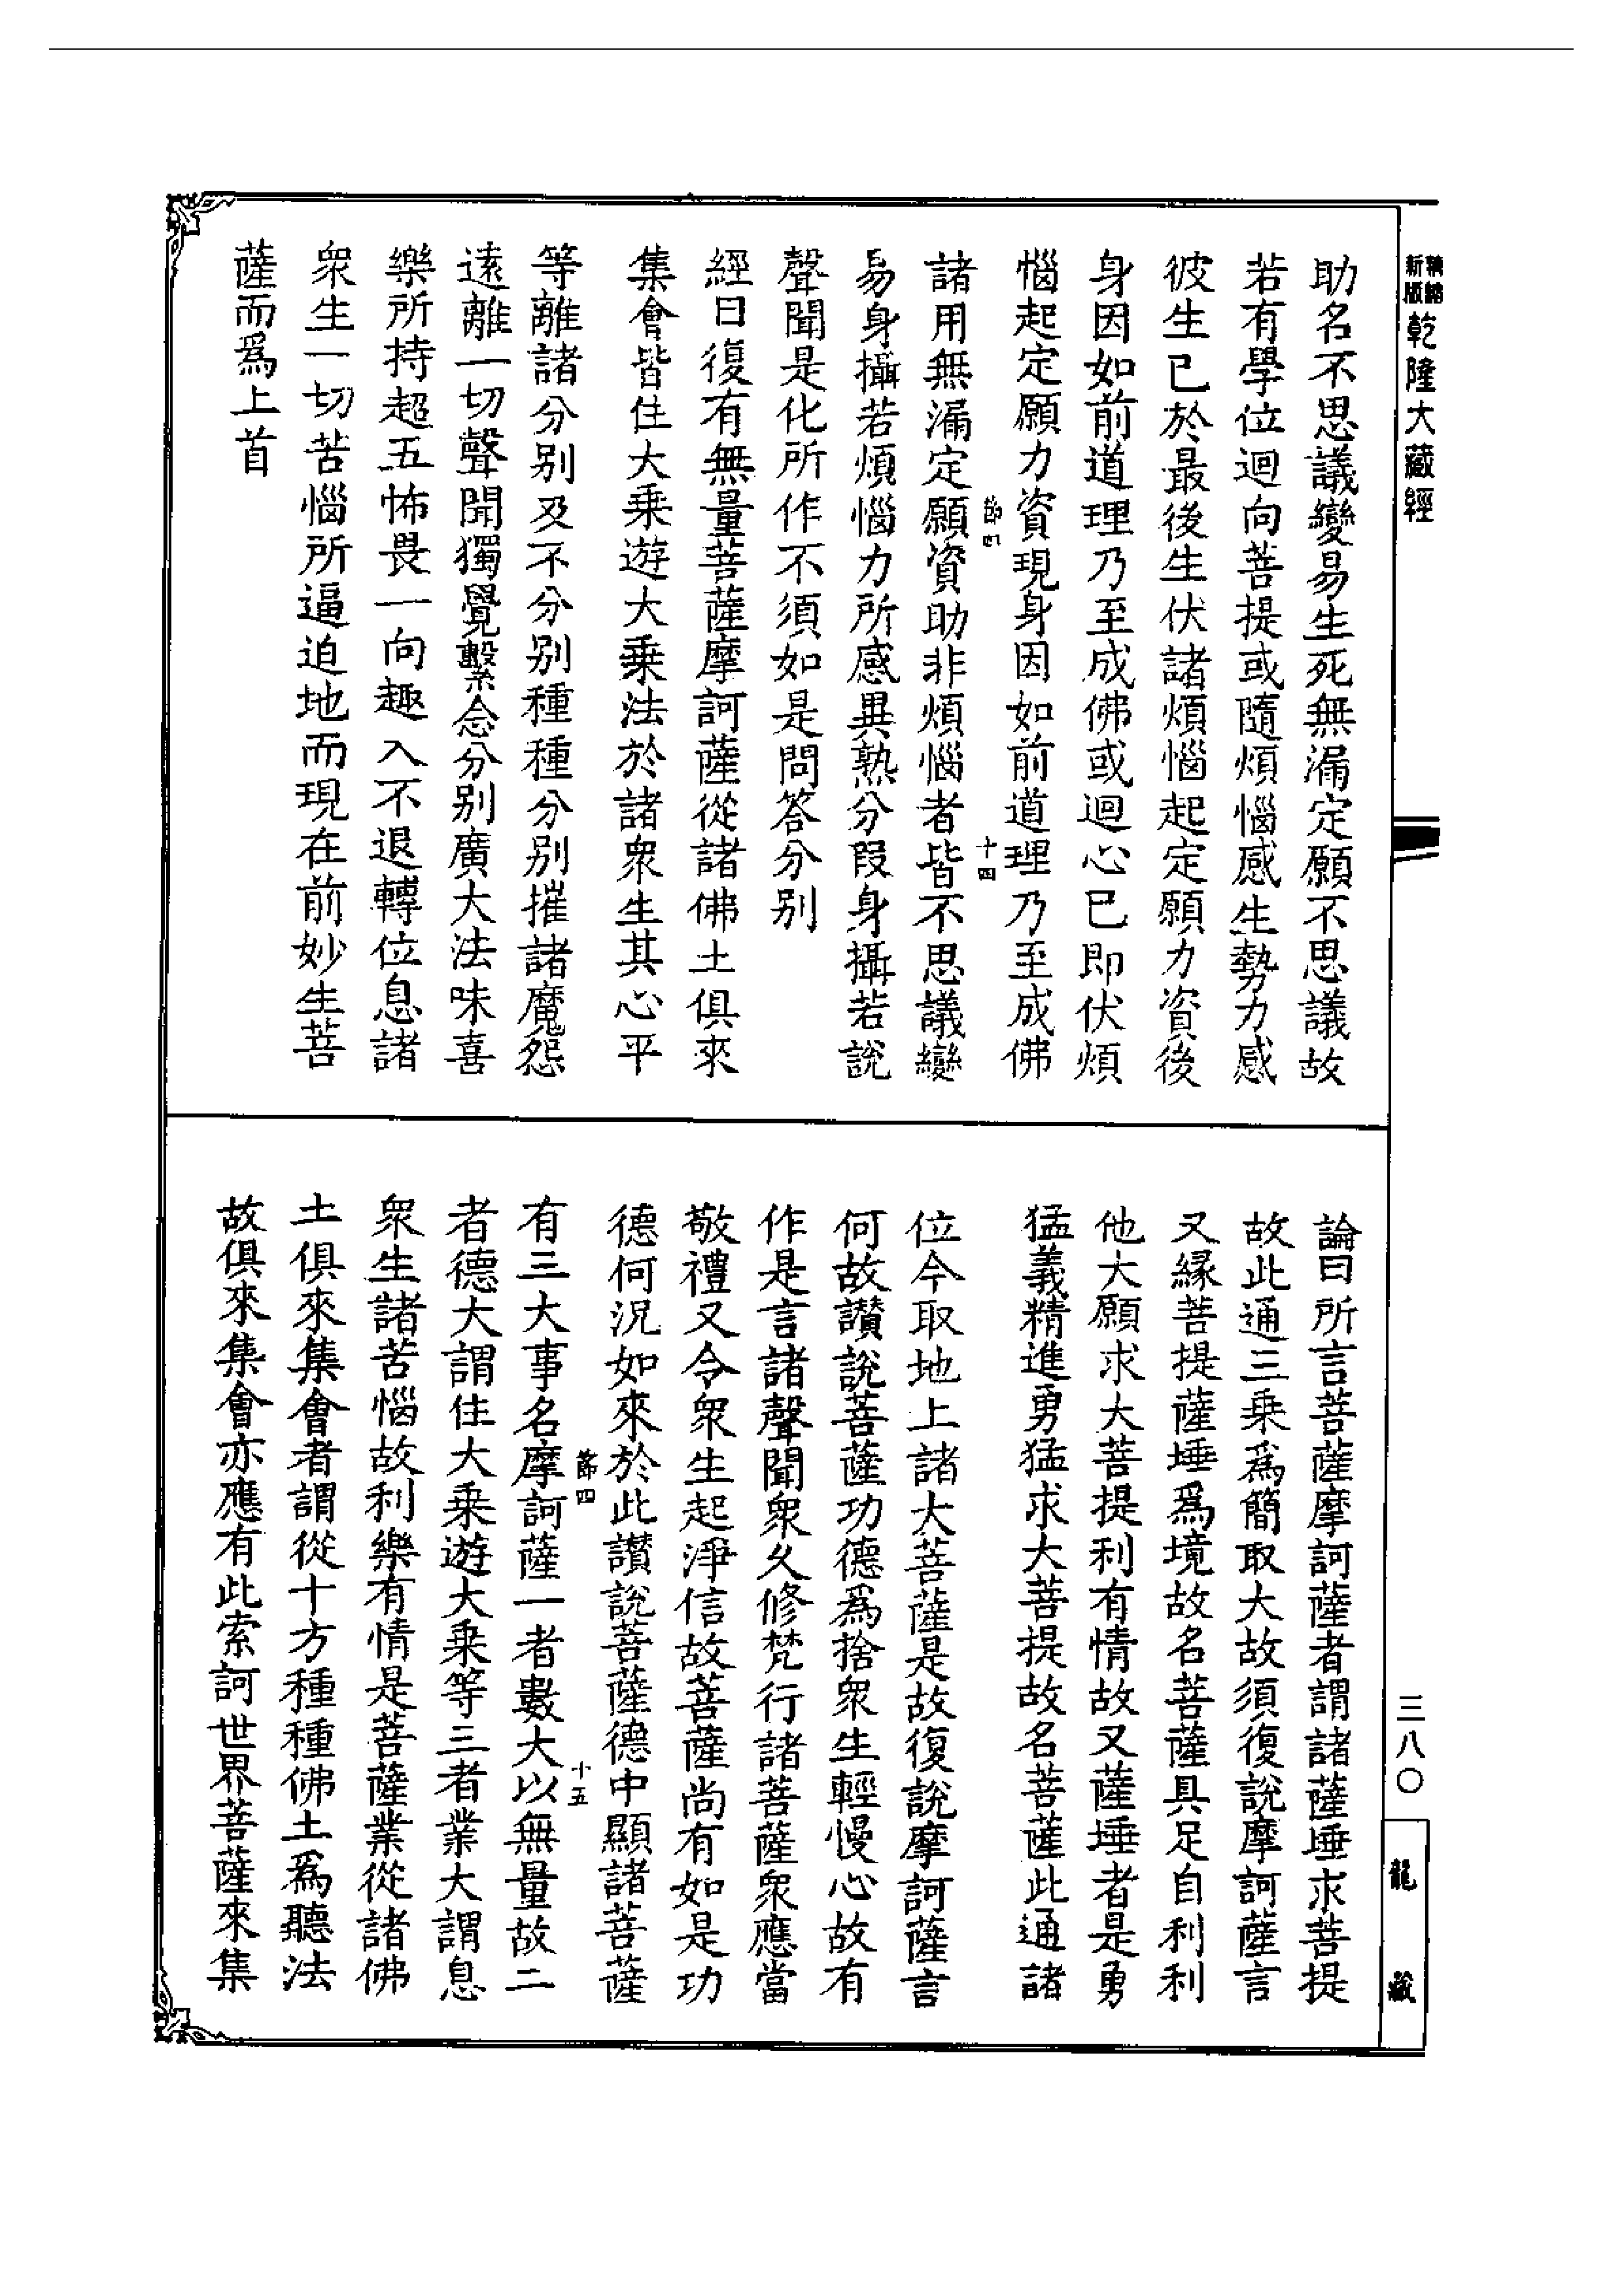 精縮
新版
乾隆大藏經
助名不思議變易生死無漏定願不思議故
若有學位迴向菩提或隨煩惱感生勢力感
彼生已於最後生伏諸煩惱起定願力資後
身因如前道理乃至成佛或迴心已即伏煩
惱起定願力資現身因如前道理乃至成佛
節四
十四
諸用無漏定願資助非煩惱者皆不思議變
易身攝若煩惱力所感異熟分段身攝若說
聲聞是化所作不須如是問答分別
經曰復有無量菩薩摩訶薩從諸佛土俱來
集會皆住大乗遊大乗法於諸衆生其心平
等離諸分別及不分別種種分別摧諸魔怨
遠離一切聲聞獨覺繫念分別廣大法味喜
樂所持超五怖畏一向趣入不退轉位息諸
衆生一切苦惱所逼迫地而現在前妙生菩
薩而爲上首
論曰所言菩薩摩訶薩者謂諸薩埵求菩提
故此通三乗爲簡取大故須復說摩訶薩言
又緣菩提薩埵爲境故名菩薩具足自利利
他大願求大菩提利有情故又薩埵者是勇
猛義精進勇猛求大菩提故名菩薩此通諸
位今取地上諸大菩薩是故復說摩訶薩言
何故讚說菩薩功德爲捨衆生輕慢心故有
作是言諸聲聞衆久修梵行諸菩薩衆應當
敬禮又令衆生起淨信故菩薩尚有如是功
德何況如來於此讚說菩薩德中顯諸菩薩
節四
十五
有三大事名摩訶薩一者數大以無量故二
者德大謂住大乗遊大乗等三者業大謂息
衆生諸苦惱故利樂有情是菩薩業從諸佛
土俱來集會者謂從十方種種佛土爲聽法
故俱來集會亦應有此索訶世界菩薩來集
三八〇
龍藏